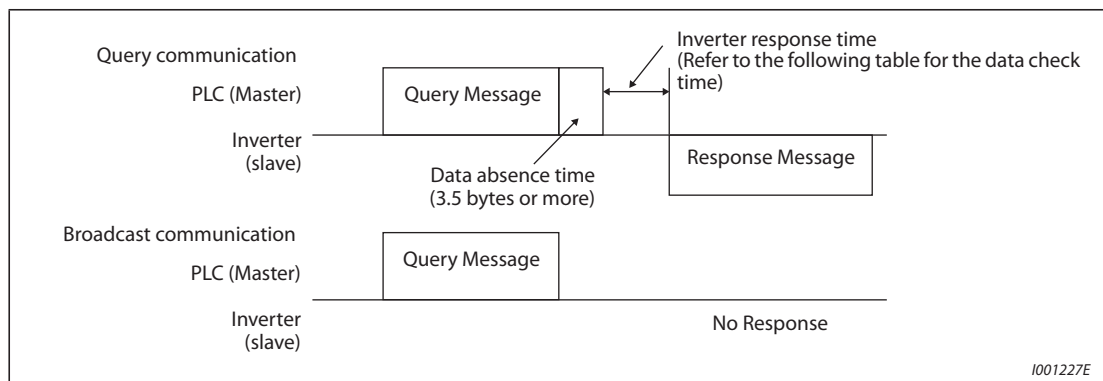 Query communication
Inverter response time
(Refer to the following table for the data check
time)
PLC (Master)
Query Message
Inverter
(slave)
Response Message
Data absence time
(3.5 bytes or more)
Broadcast communication
PLC (Master)
Query Message
Inverter
(slave)
No Response
I001227E